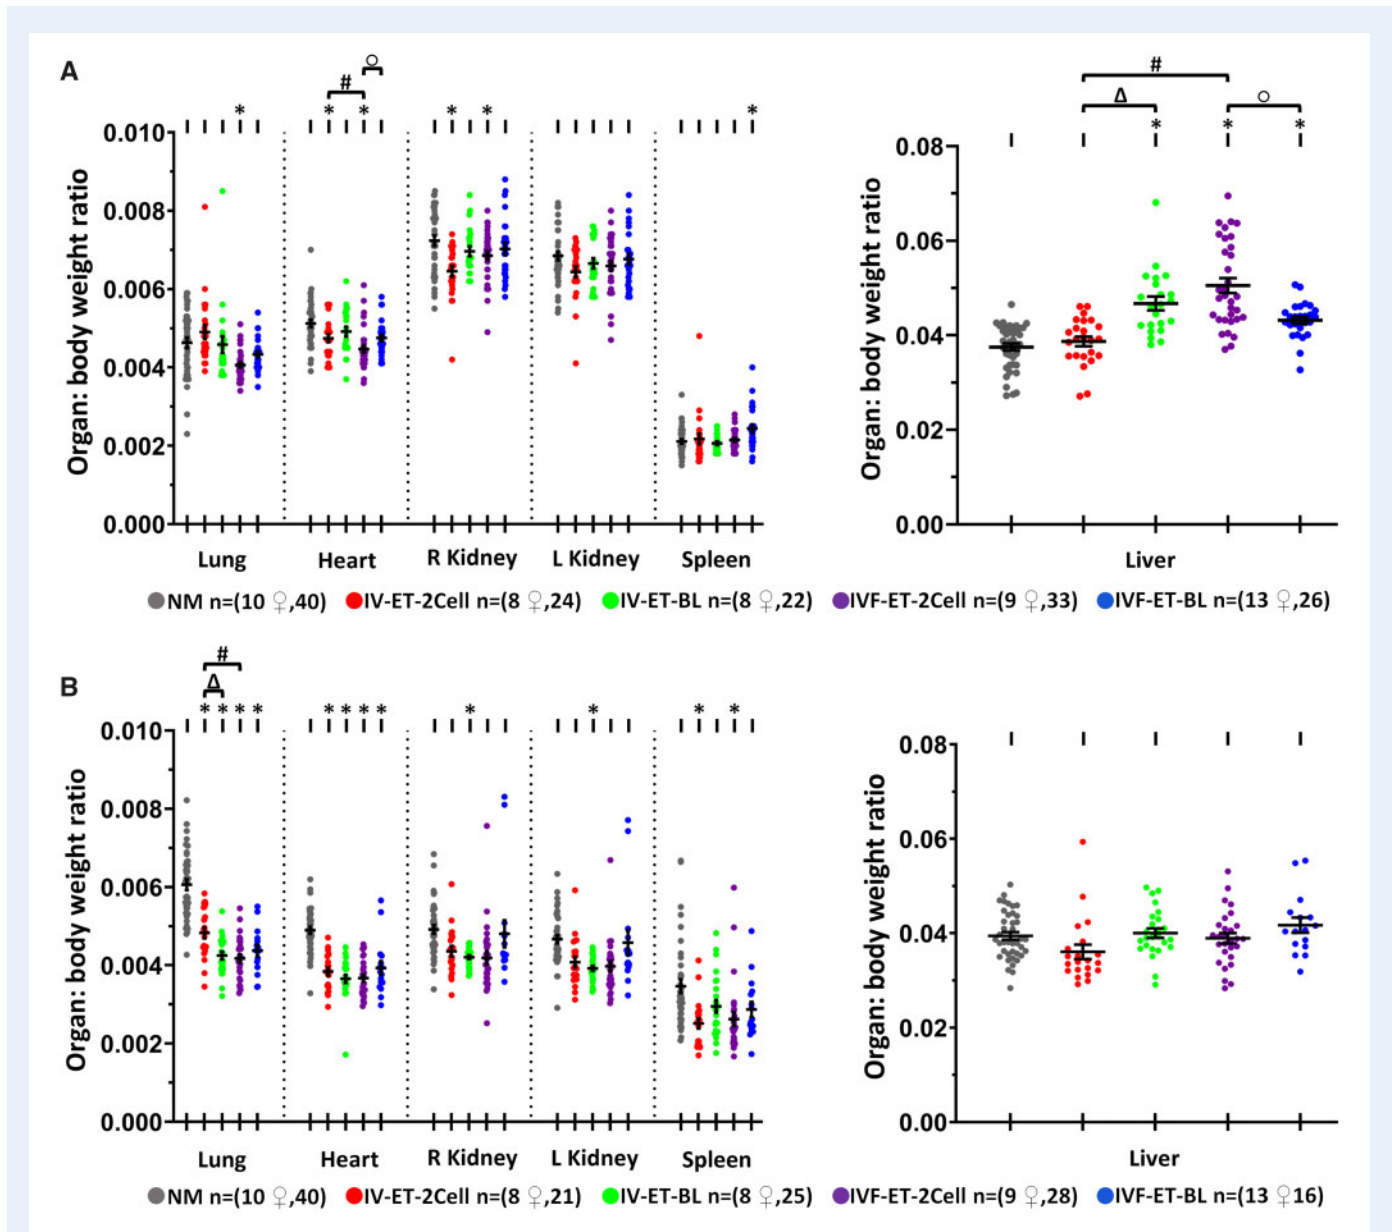 A
○
#
* * * * * *
0.010
0.008
0.006
0.004
0.002
0.000
Organ: body weight ratio
Lung Heart R Kidney L Kidney Spleen
#
Δ ○
* * *
0.08
0.06
0.04
0.02
0.00
Organ: body weight ratio
Liver
NM n=(10 ♀,40) IV-ET-2Cell n=(8 ♀,24) IV-ET-BL n=(8 ♀,22) IVF-ET-2Cell n=(9 ♀,33) IVF-ET-BL n=(13 ♀,26)
B
#
Δ
* * * * * * * * * * * *
0.010
0.008
0.006
0.004
0.002
0.000
Organ: body weight ratio
Lung Heart R Kidney L Kidney Spleen
0.08
0.06
0.04
0.02
0.00
Organ: body weight ratio
Liver
NM n=(10 ♀,40) IV-ET-2Cell n=(8 ♀,21) IV-ET-BL n=(8 ♀,25) IVF-ET-2Cell n=(9 ♀,28) IVF-ET-BL n=(13 ♀16)